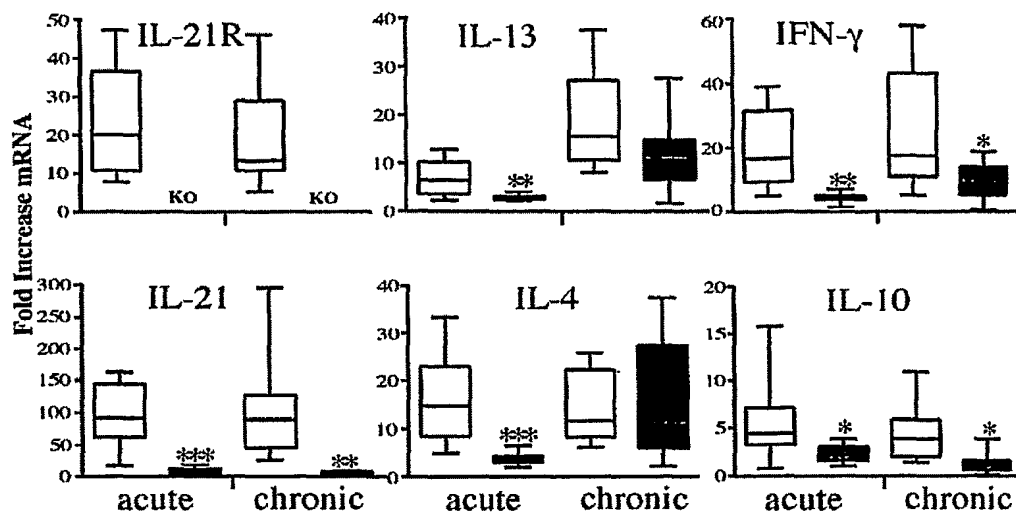 Fold Increase mRNA
IL-21R
50
40
30
20
10
0
KO
KO
IL-13
40
30
20
10
0
**
IFN-γ
60
40
20
0
**
*
IL-21
300
250
200
150
100
50
0
***
**
acute
chronic
IL-4
40
30
20
10
0
***
acute
chronic
IL-10
20
15
10
5
0
*
*
acute
chronic